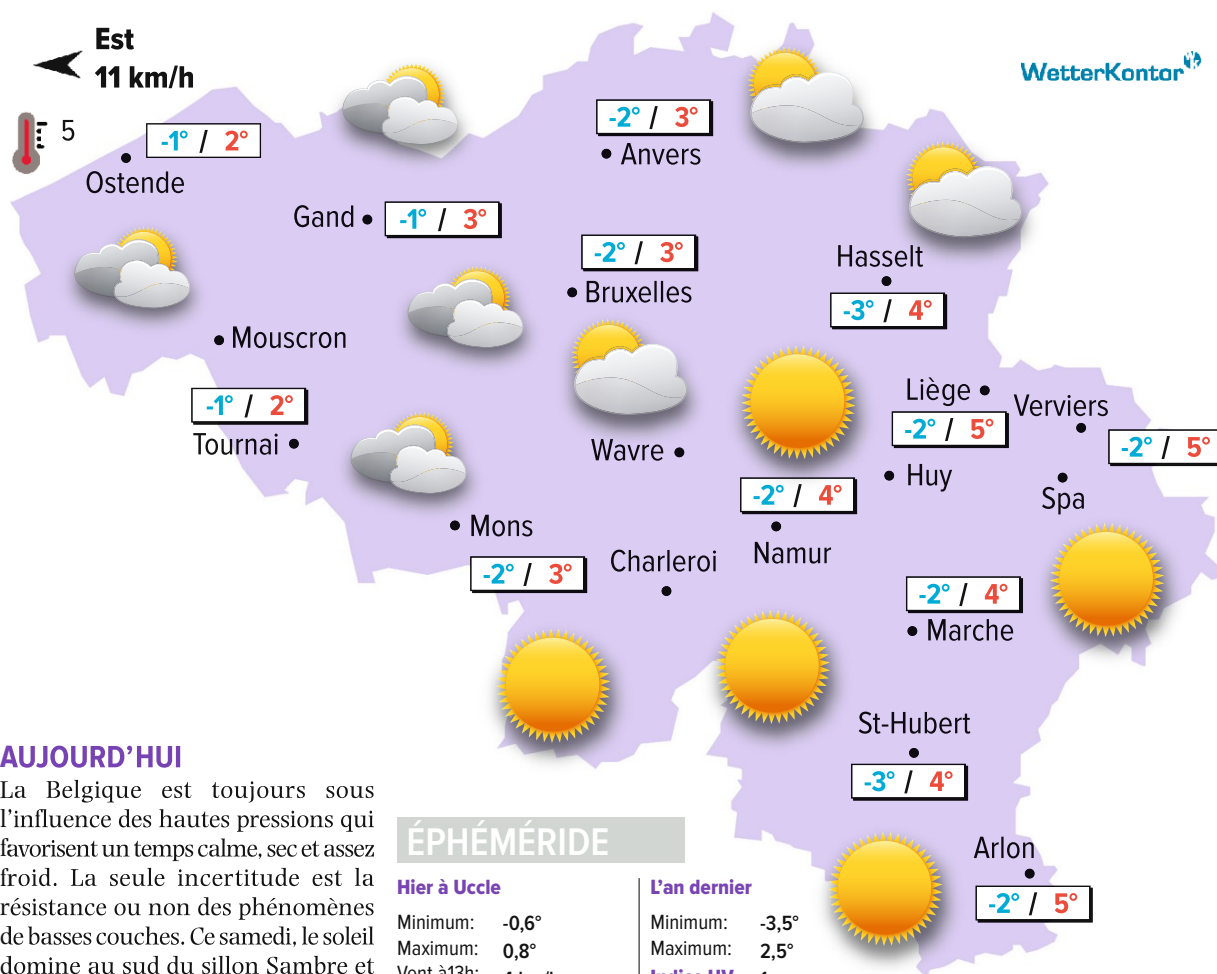 Est
11 km/h
WetterKontor
5
-1° / 2°
Ostende
-2° / 3°
Anvers
Gand
-1° / 3°
-2° / 3°
Bruxelles
Hasselt
-3° / 4°
Mouscron
-1° / 2°
Tournai
Wavre
Liège
-2° / 5°
Verviers
-2° / 5°
Huy
Spa
-2° / 4°
Namur
Mons
-2° / 3°
Charleroi
-2° / 4°
Marche
St-Hubert
-3° / 4°
Arlon
-2° / 5°
AUJOURD'HUI
La Belgique est toujours sous
l'influence des hautes pressions qui
favorisent un temps calme, sec et assez
froid. La seule incertitude est la
résistance ou non des phénomènes
de basses couches. Ce samedi, le soleil
domine au sud du sillon Sambre et
ÉPHÉMÉRIDE
Hier à Uccle
Minimum: -0,6°
Maximum: 0,8°
Vent à13h:
L'an dernier
Minimum: -3,5°
Maximum: 2,5°
Indice UV